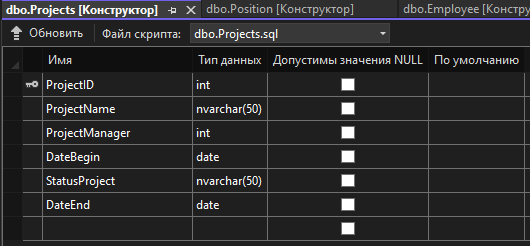 dbo.Projects [Конструктор] dbo.Position [Конструктор] dbo.Employee [Констру
Обновить Файл скрипта: dbo.Projects.sql
Имя Тип данных Допустимы значения NULL По умолчанию
ProjectID int
ProjectName nvarchar(50)
ProjectManager int
DateBegin date
StatusProject nvarchar(50)
DateEnd date